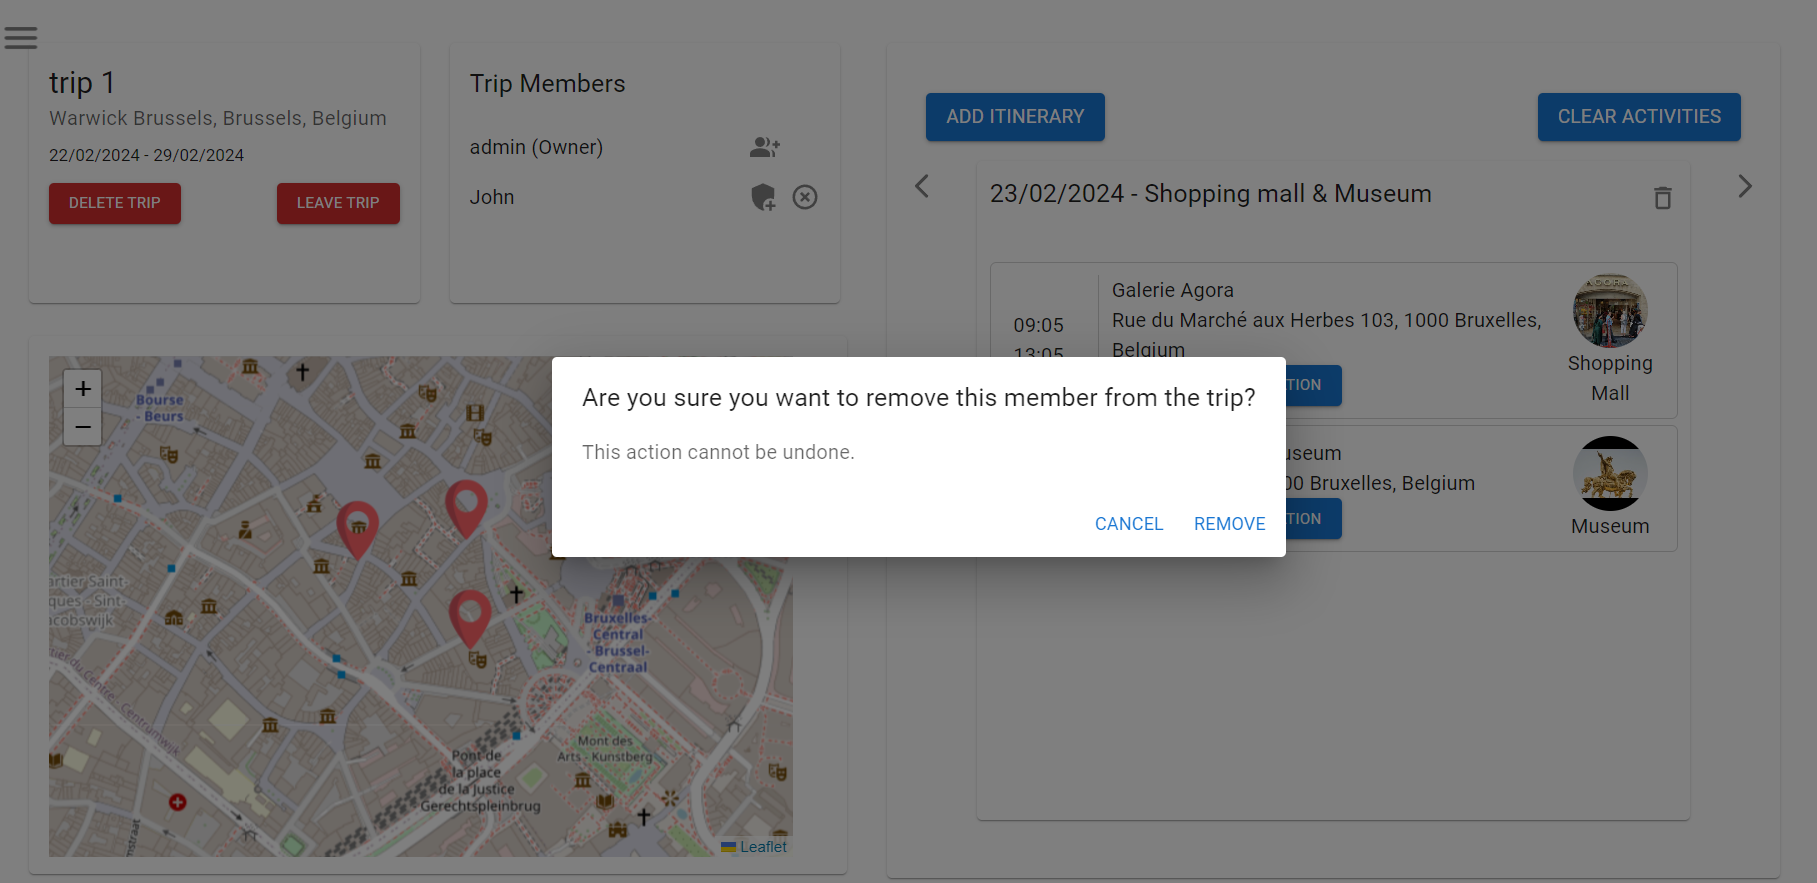 trip 1
Warwick Brussels, Brussels, Belgium
22/02/2024 - 29/02/2024
DELETE TRIP
LEAVE TRIP
Trip Members
admin (Owner)
John
ADD ITINERARY
CLEAR ACTIVITIES
23/02/2024 - Shopping mall & Museum
09:05
13:05
Galerie Agora
Rue du Marché aux Herbes 103, 1000 Bruxelles,
Belgium
TION
AGORA
Shopping
Mall
useum
00 Bruxelles, Belgium
TION
Museum
Are you sure you want to remove this member from the trip?
This action cannot be undone.
CANCEL
REMOVE
+
−
Bourse
- Beurs
artier Saint-
ques - Sint-
acobswijk
Bruxelles-
Central
- Brussel-
Centraal
Mont des
Arts - Kunstberg
Pont de
la place
de la Justice
Gerechtspleinbrug
Leaflet